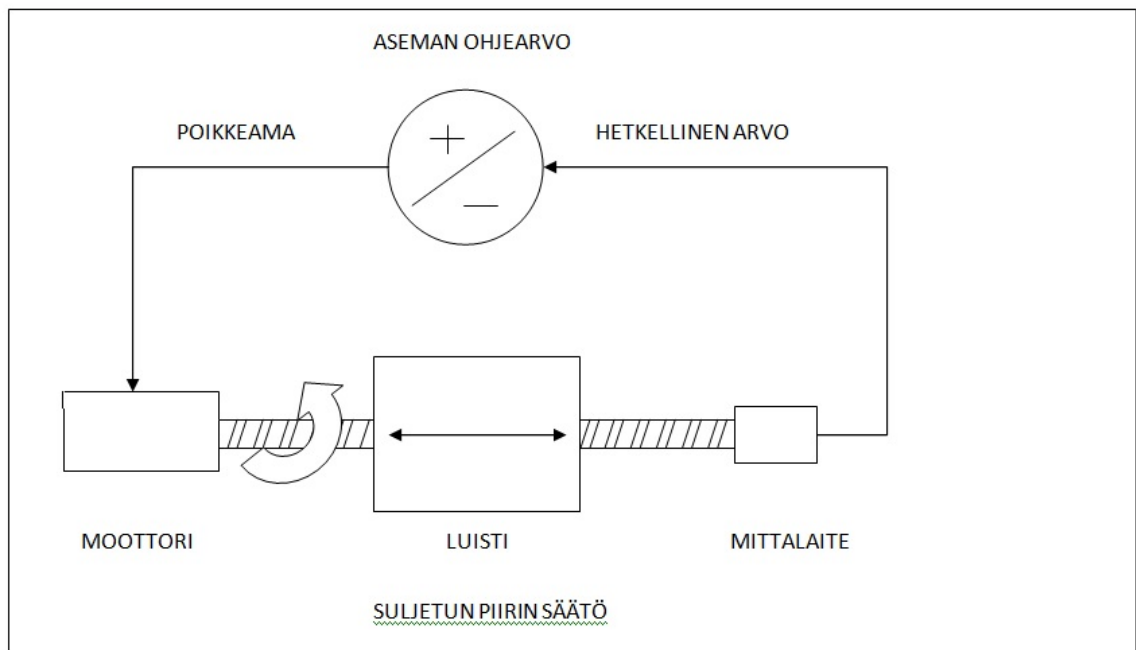 ASEMAN OHJEARVO
POIKKEAMA
HETKELLINEN ARVO
+
–
MOOTTORI
LUISTI
MITTALAITE
SULJETUN PIIRIN SÄÄTÖ